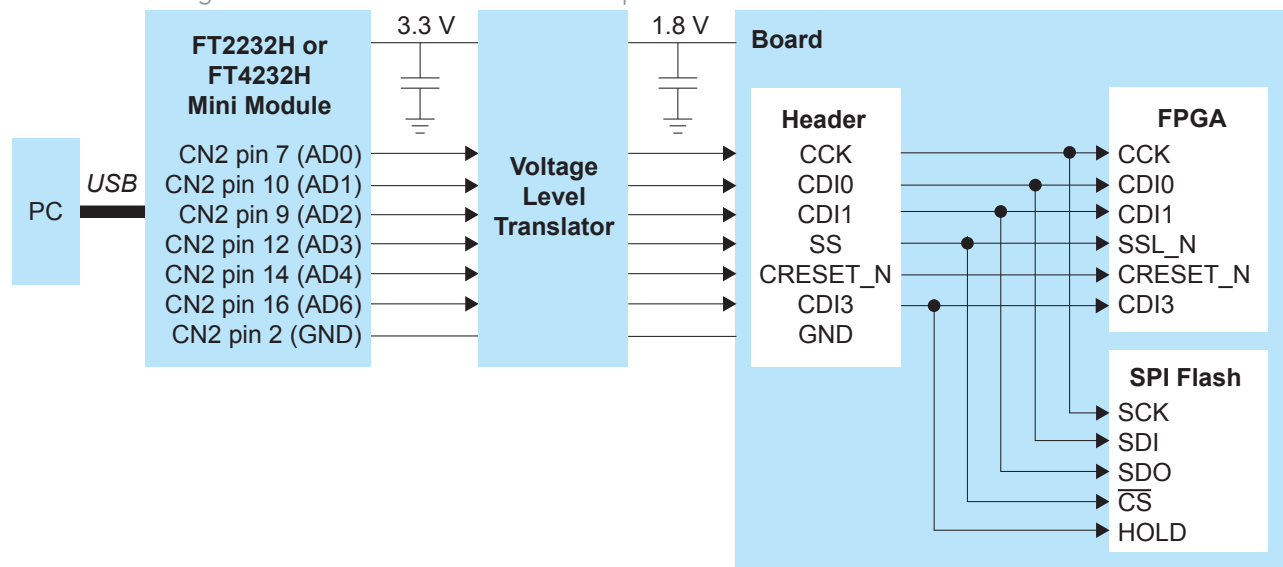 3.3 V
1.8 V
FT2232H or
FT4232H
Mini Module
Board
PC
USB
CN2 pin 7 (AD0)
CN2 pin 10 (AD1)
CN2 pin 9 (AD2)
CN2 pin 12 (AD3)
CN2 pin 14 (AD4)
CN2 pin 16 (AD6)
CN2 pin 2 (GND)
Voltage
Level
Translator
Header
CCK
CDI0
CDI1
SS
CRESET_N
CDI3
GND
FPGA
CCK
CDI0
CDI1
SSL_N
CRESET_N
CDI3
SPI Flash
SCK
SDI
SDO
C̅S̅
HOLD